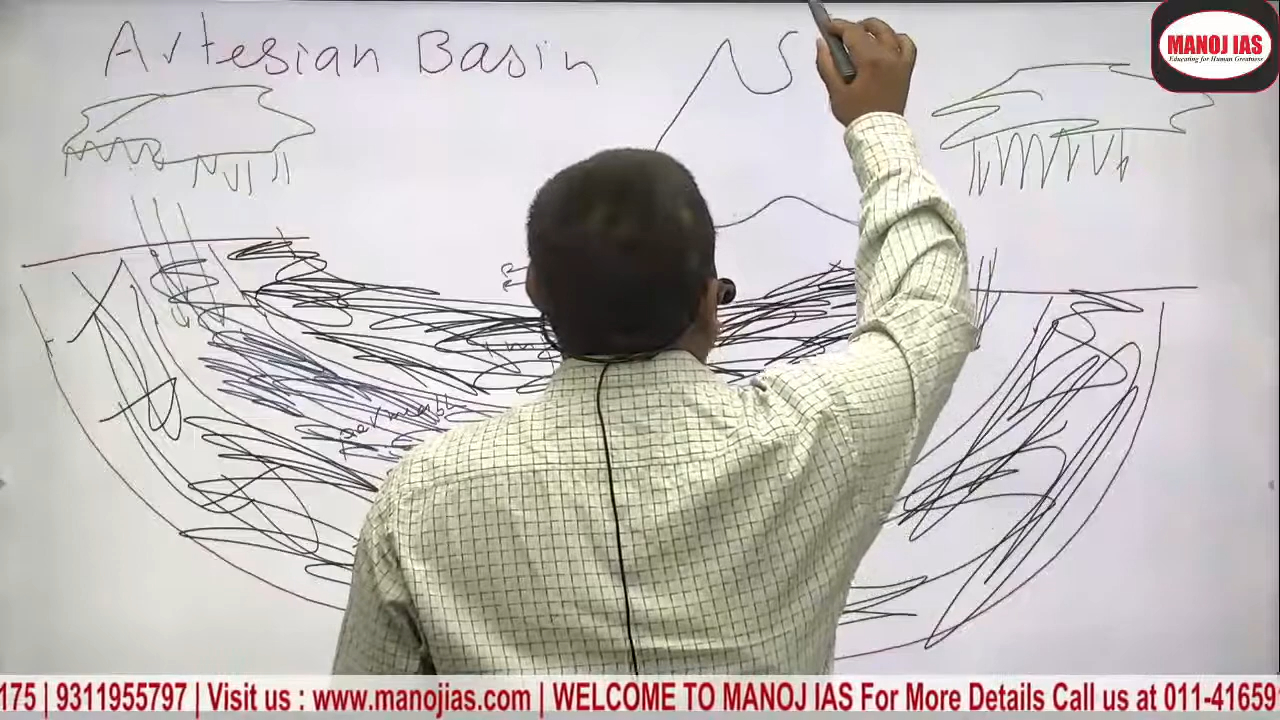 Artesian Basin
MANOJ IAS
Educating for Human Greatness
175 | 9311955797 | Visit us : www.manojias.com | WELCOME TO MANOJ IAS For More Details Call us at 011-41659